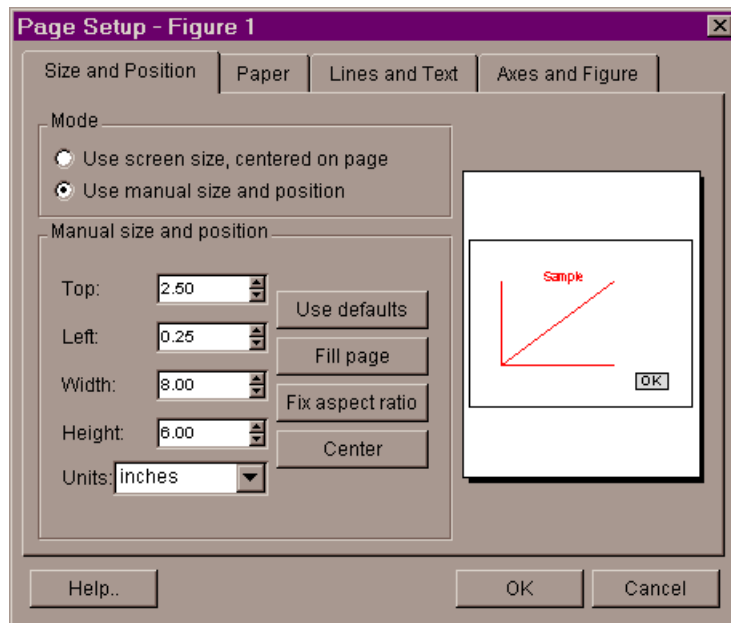 Page Setup - Figure 1
Size and Position
Paper
Lines and Text
Axes and Figure
Mode
Use screen size, centered on page
Use manual size and position
Manual size and position
Top: 2.50
Left: 0.25
Width: 8.00
Height: 6.00
Units: inches
Use defaults
Fill page
Fix aspect ratio
Center
Sample
OK
Help..
OK
Cancel